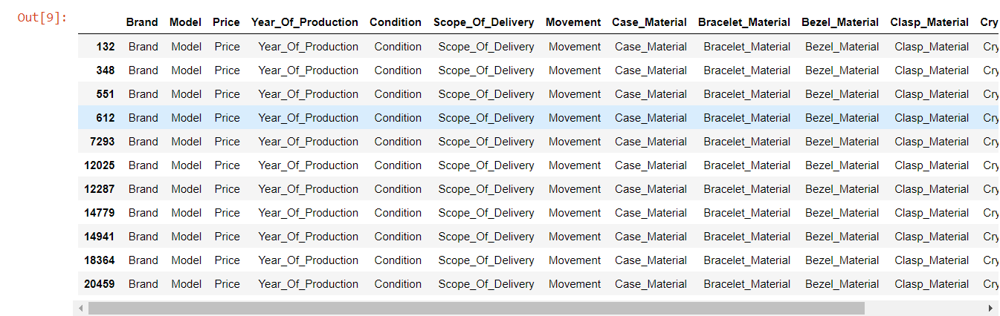 Out[9]:
Brand Model Price Year_Of_Production Condition Scope_Of_Delivery Movement Case_Material Bracelet_Material Bezel_Material Clasp_Material Cry
132 Brand Model Price Year_Of_Production Condition Scope_Of_Delivery Movement Case_Material Bracelet_Material Bezel_Material Clasp_Material Cry
348 Brand Model Price Year_Of_Production Condition Scope_Of_Delivery Movement Case_Material Bracelet_Material Bezel_Material Clasp_Material Cry
551 Brand Model Price Year_Of_Production Condition Scope_Of_Delivery Movement Case_Material Bracelet_Material Bezel_Material Clasp_Material Cry
612 Brand Model Price Year_Of_Production Condition Scope_Of_Delivery Movement Case_Material Bracelet_Material Bezel_Material Clasp_Material Cry
7293 Brand Model Price Year_Of_Production Condition Scope_Of_Delivery Movement Case_Material Bracelet_Material Bezel_Material Clasp_Material Cry
12025 Brand Model Price Year_Of_Production Condition Scope_Of_Delivery Movement Case_Material Bracelet_Material Bezel_Material Clasp_Material Cry
12287 Brand Model Price Year_Of_Production Condition Scope_Of_Delivery Movement Case_Material Bracelet_Material Bezel_Material Clasp_Material Cry
14779 Brand Model Price Year_Of_Production Condition Scope_Of_Delivery Movement Case_Material Bracelet_Material Bezel_Material Clasp_Material Cry
14941 Brand Model Price Year_Of_Production Condition Scope_Of_Delivery Movement Case_Material Bracelet_Material Bezel_Material Clasp_Material Cry
18364 Brand Model Price Year_Of_Production Condition Scope_Of_Delivery Movement Case_Material Bracelet_Material Bezel_Material Clasp_Material Cry
20459 Brand Model Price Year_Of_Production Condition Scope_Of_Delivery Movement Case_Material Bracelet_Material Bezel_Material Clasp_Material Cry